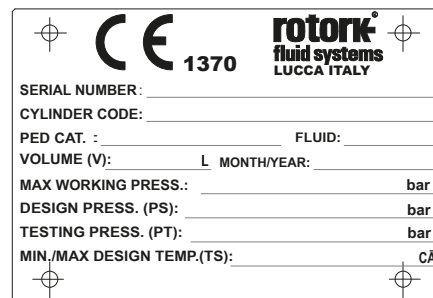 CE 1370
rotork®
fluid systems
LUCCA ITALY
SERIAL NUMBER:
CYLINDER CODE:
PED CAT. : FLUID:
VOLUME (V): L MONTH/YEAR:
MAX WORKING PRESS.: bar
DESIGN PRESS. (PS): bar
TESTING PRESS. (PT): bar
MIN./MAX DESIGN TEMP.(TS):